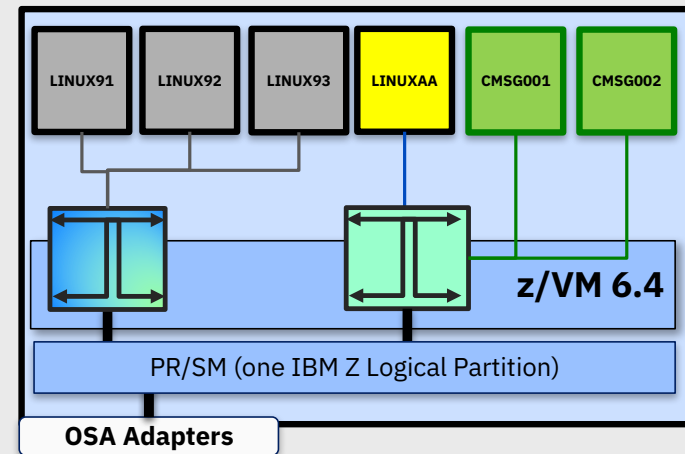 LINUX91
LINUX92
LINUX93
LINUXAA
CMSG001
CMSG002
z/VM 6.4
PR/SM (one IBM Z Logical Partition)
OSA Adapters